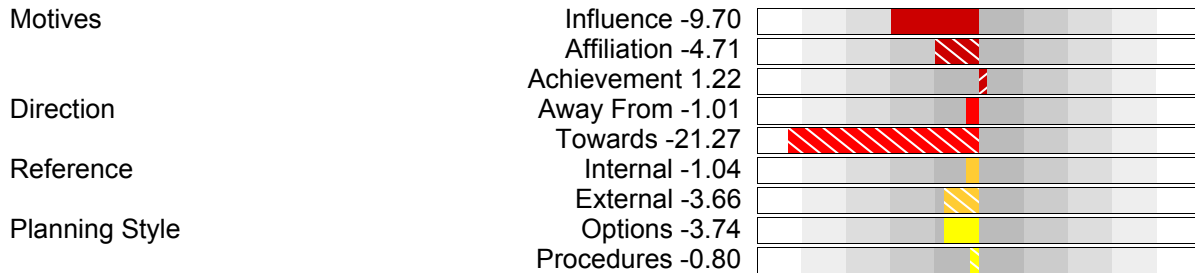 Motives Influence -9.70
Affiliation -4.71
Achievement 1.22
Direction Away From -1.01
Towards -21.27
Reference Internal -1.04
External -3.66
Planning Style Options -3.74
Procedures -0.80